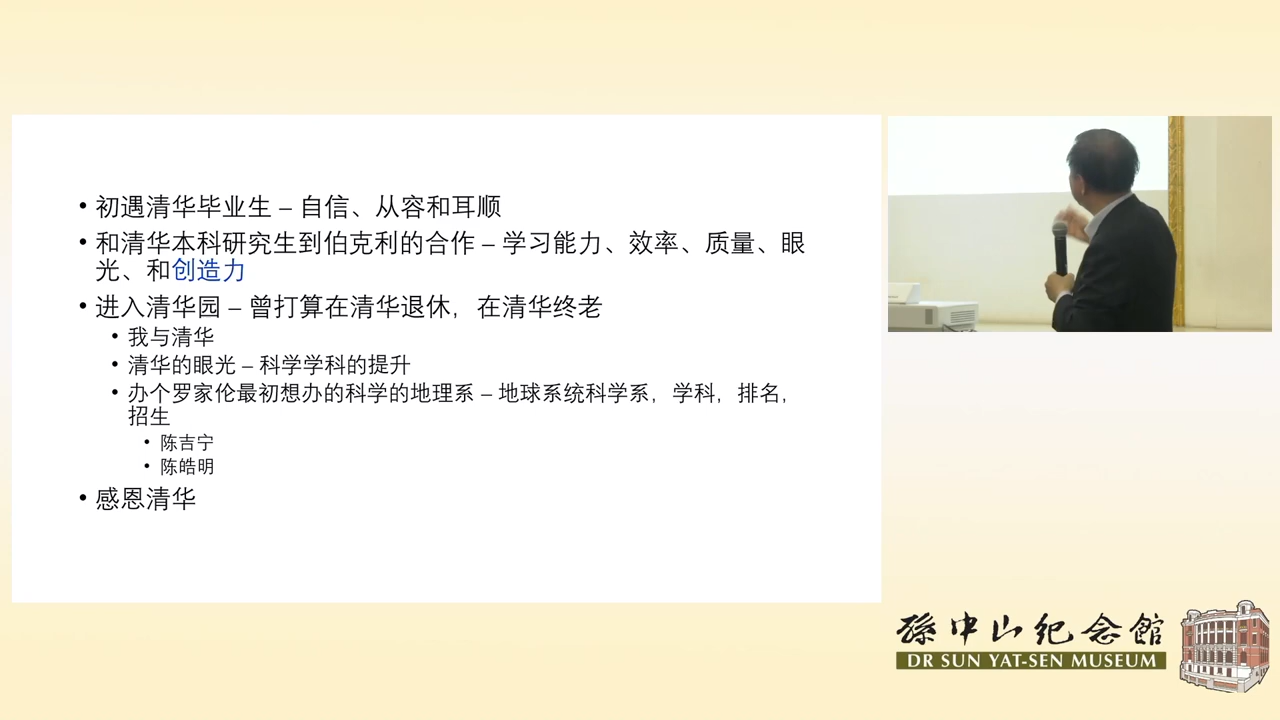 • 初遇清华毕业生 – 自信、从容和耳顺
• 和清华本科研究生到伯克利的合作 – 学习能力、效率、质量、眼
光、和创造力
• 进入清华园 – 曾打算在清华退休，在清华终老
• 我与清华
• 清华的眼光 – 科学学科的提升
• 办个罗家伦最初想办的科学的地理系 – 地球系统科学系，学科，排名，
招生
• 陈吉宁
• 陈皓明
• 感恩清华
孫中山紀念館
DR SUN YAT-SEN MUSEUM